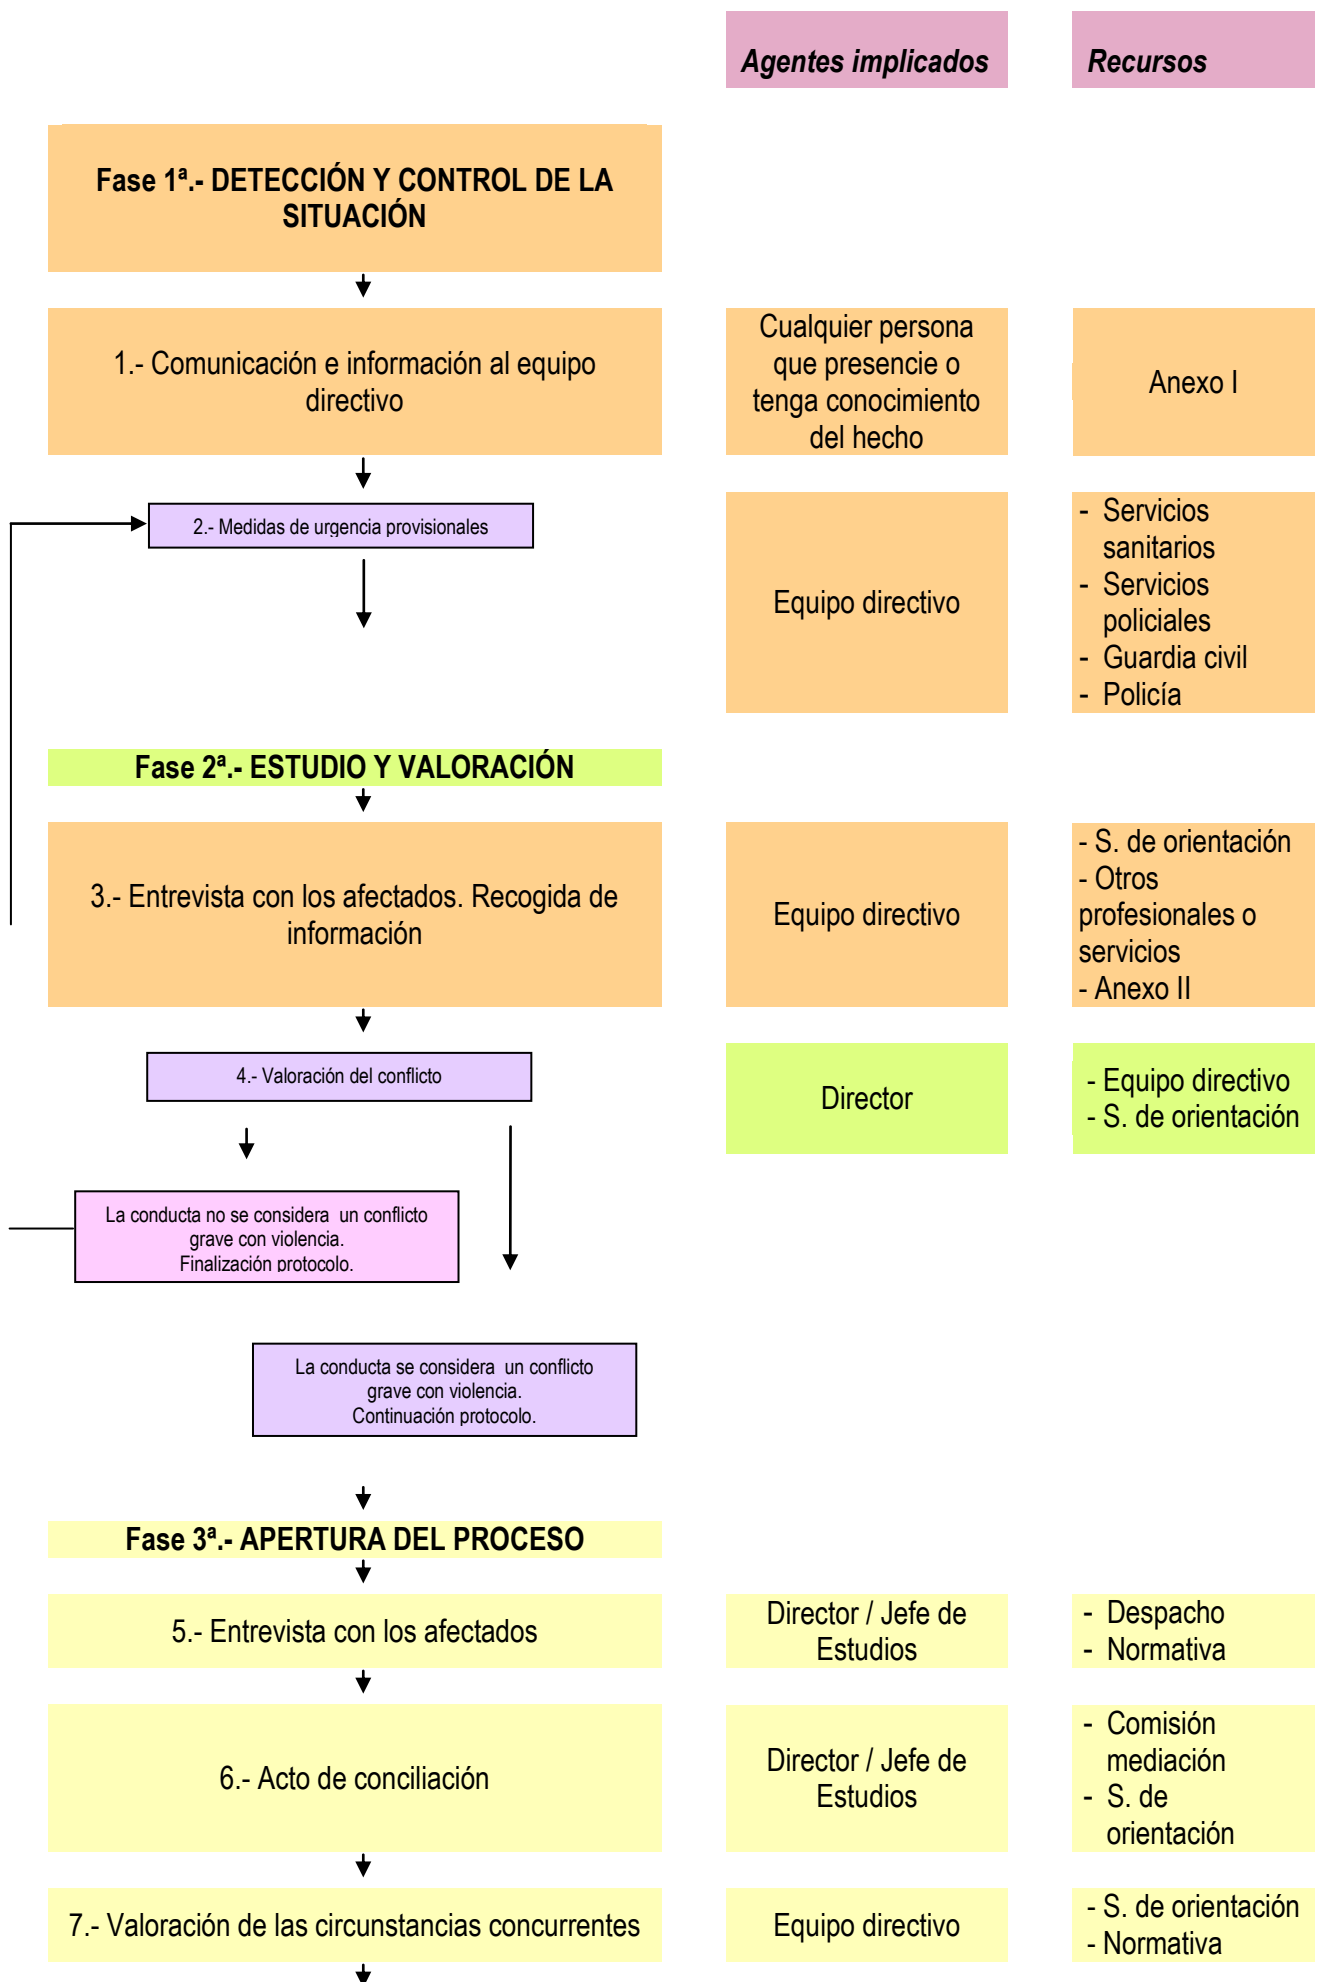 Agentes implicados
Recursos
Fase 1ª.- DETECCIÓN Y CONTROL DE LA
SITUACIÓN
1.- Comunicación e información al equipo
directivo
Cualquier persona
que presencie o
tenga conocimiento
del hecho
Anexo I
2.- Medidas de urgencia provisionales
Equipo directivo
- Servicios
sanitarios
- Servicios
policiales
- Guardia civil
- Policía
Fase 2ª.- ESTUDIO Y VALORACIÓN
3.- Entrevista con los afectados. Recogida de
información
Equipo directivo
- S. de orientación
- Otros
profesionales o
servicios
- Anexo II
4.- Valoración del conflicto
Director
- Equipo directivo
- S. de orientación
La conducta no se considera un conflicto
grave con violencia.
Finalización protocolo.
La conducta se considera un conflicto
grave con violencia.
Continuación protocolo.
Fase 3ª.- APERTURA DEL PROCESO
5.- Entrevista con los afectados
Director / Jefe de
Estudios
- Despacho
- Normativa
6.- Acto de conciliación
Director / Jefe de
Estudios
- Comisión
mediación
- S. de
orientación
7.- Valoración de las circunstancias concurrentes
Equipo directivo
- S. de orientación
- Normativa